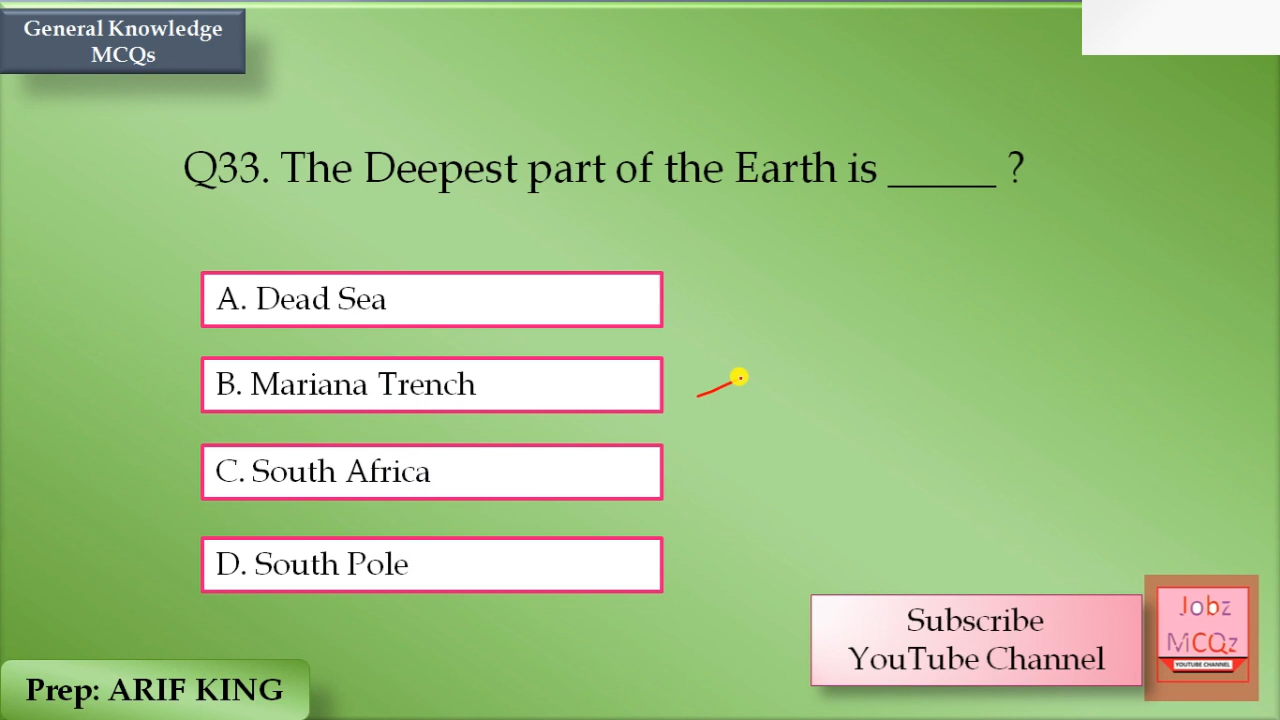 General Knowledge
MCQs
Q33. The Deepest part of the Earth is _____ ?
A. Dead Sea
B. Mariana Trench
C. South Africa
D. South Pole
Subscribe
YouTube Channel
Jobz
MCQz
YOUTUBE CHANNEL
Prep: ARIF KING